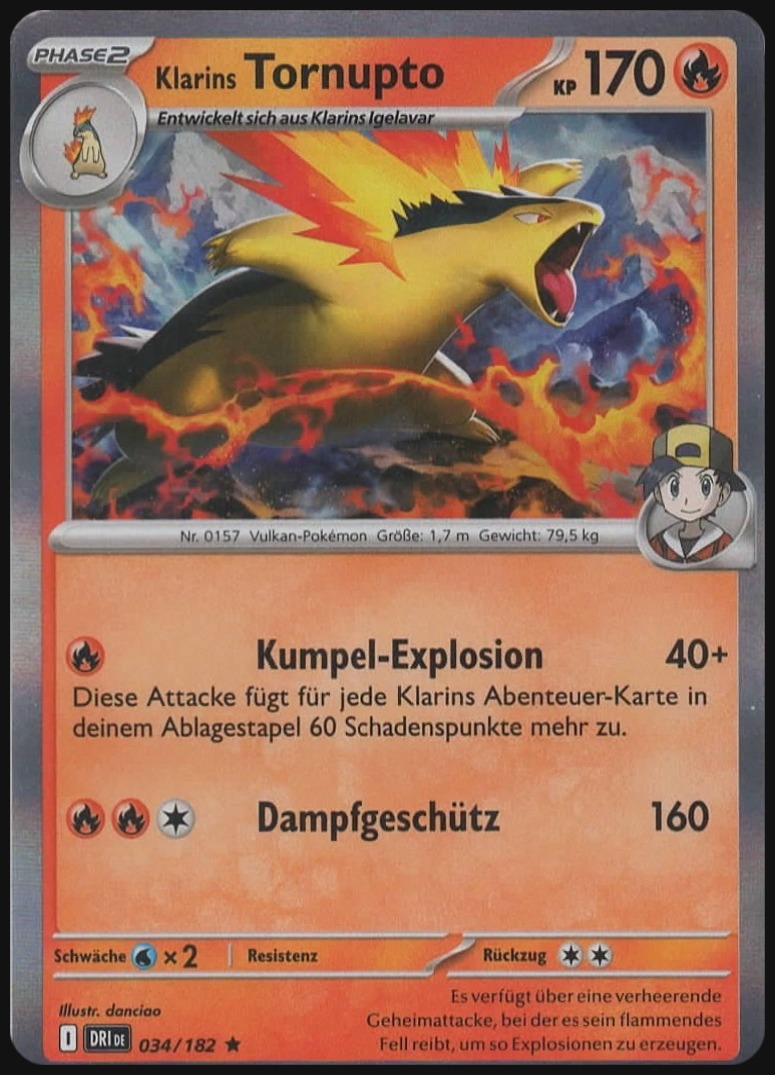 PHASE2
Klarins Tornupto
KP 170
Entwickelt sich aus Klarins Igelavar
Nr. 0157 Vulkan-Pokémon Größe: 1,7 m Gewicht: 79,5 kg
Kumpel-Explosion 40+
Diese Attacke fügt für jede Klarins Abenteuer-Karte in
deinem Ablagestapel 60 Schadenspunkte mehr zu.
Dampfgeschütz 160
Schwäche ×2 Resistenz Rückzug
Illustr. danciao
I DRI DE 034/182 ★
Es verfügt über eine verheerende
Geheimattacke, bei der es sein flammendes
Fell reibt, um so Explosionen zu erzeugen.